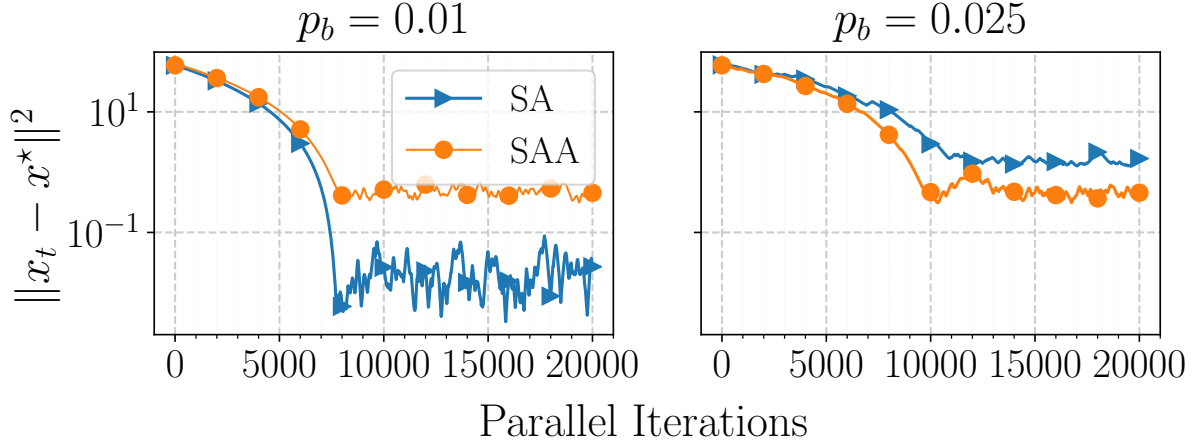 p_b = 0.01
p_b = 0.025
‖x_t − x^⋆‖^2
10^1
10^−1
SA
SAA
0 5000 10000 15000 20000
0 5000 10000 15000 20000
Parallel Iterations